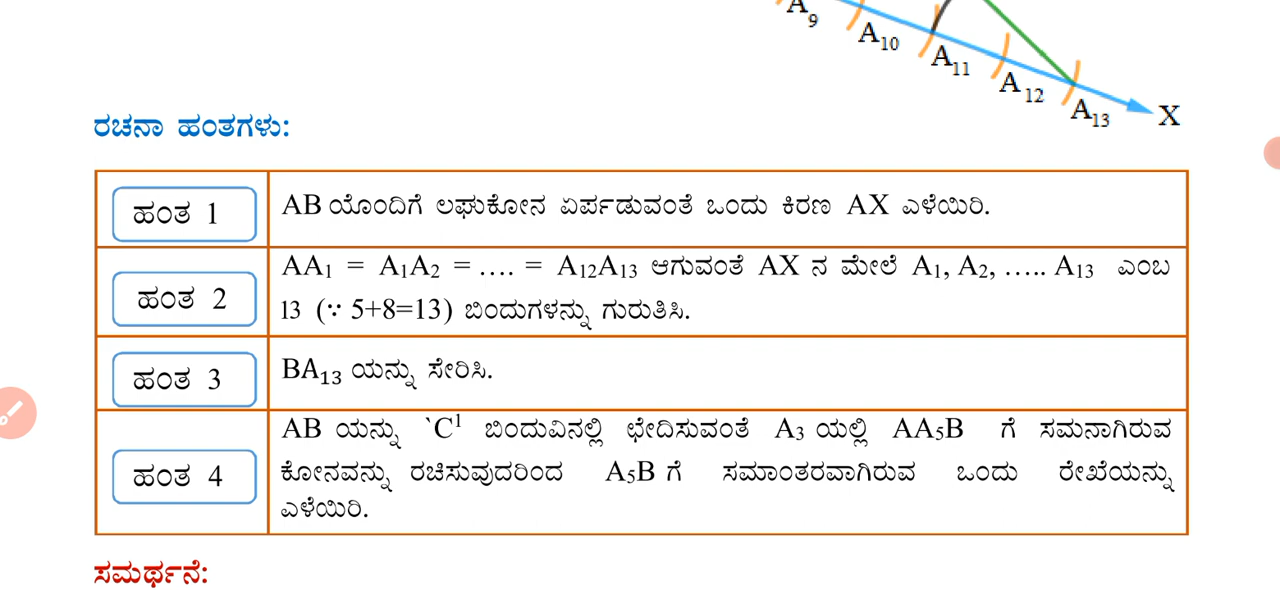 A9
A10
A11
A12
A13
X
ರಚನಾ ಹಂತಗಳು:
ಹಂತ 1
AB ಯೊಂದಿಗೆ ಲಘುಕೋನ ಏರ್ಪಡುವಂತೆ ಒಂದು ಕಿರಣ AX ಎಳೆಯಿರಿ.
ಹಂತ 2
AA₁ = A₁A₂ = .... = A₁₂A₁₃ ಆಗುವಂತೆ AX ನ ಮೇಲೆ A₁, A₂, ..... A₁₃ ಎಂಬ
13 (∵ 5+8=13) ಬಿಂದುಗಳನ್ನು ಗುರುತಿಸಿ.
ಹಂತ 3
BA₁₃ ಯನ್ನು ಸೇರಿಸಿ.
ಹಂತ 4
AB ಯನ್ನು `C¹ ಬಿಂದುವಿನಲ್ಲಿ ಛೇದಿಸುವಂತೆ A₃ ಯಲ್ಲಿ AA₅B ಗೆ ಸಮನಾಗಿರುವ
ಕೋನವನ್ನು ರಚಿಸುವುದರಿಂದ A₅B ಗೆ ಸಮಾಂತರವಾಗಿರುವ ಒಂದು ರೇಖೆಯನ್ನು
ಎಳೆಯಿರಿ.
ಸಮರ್ಥನೆ: